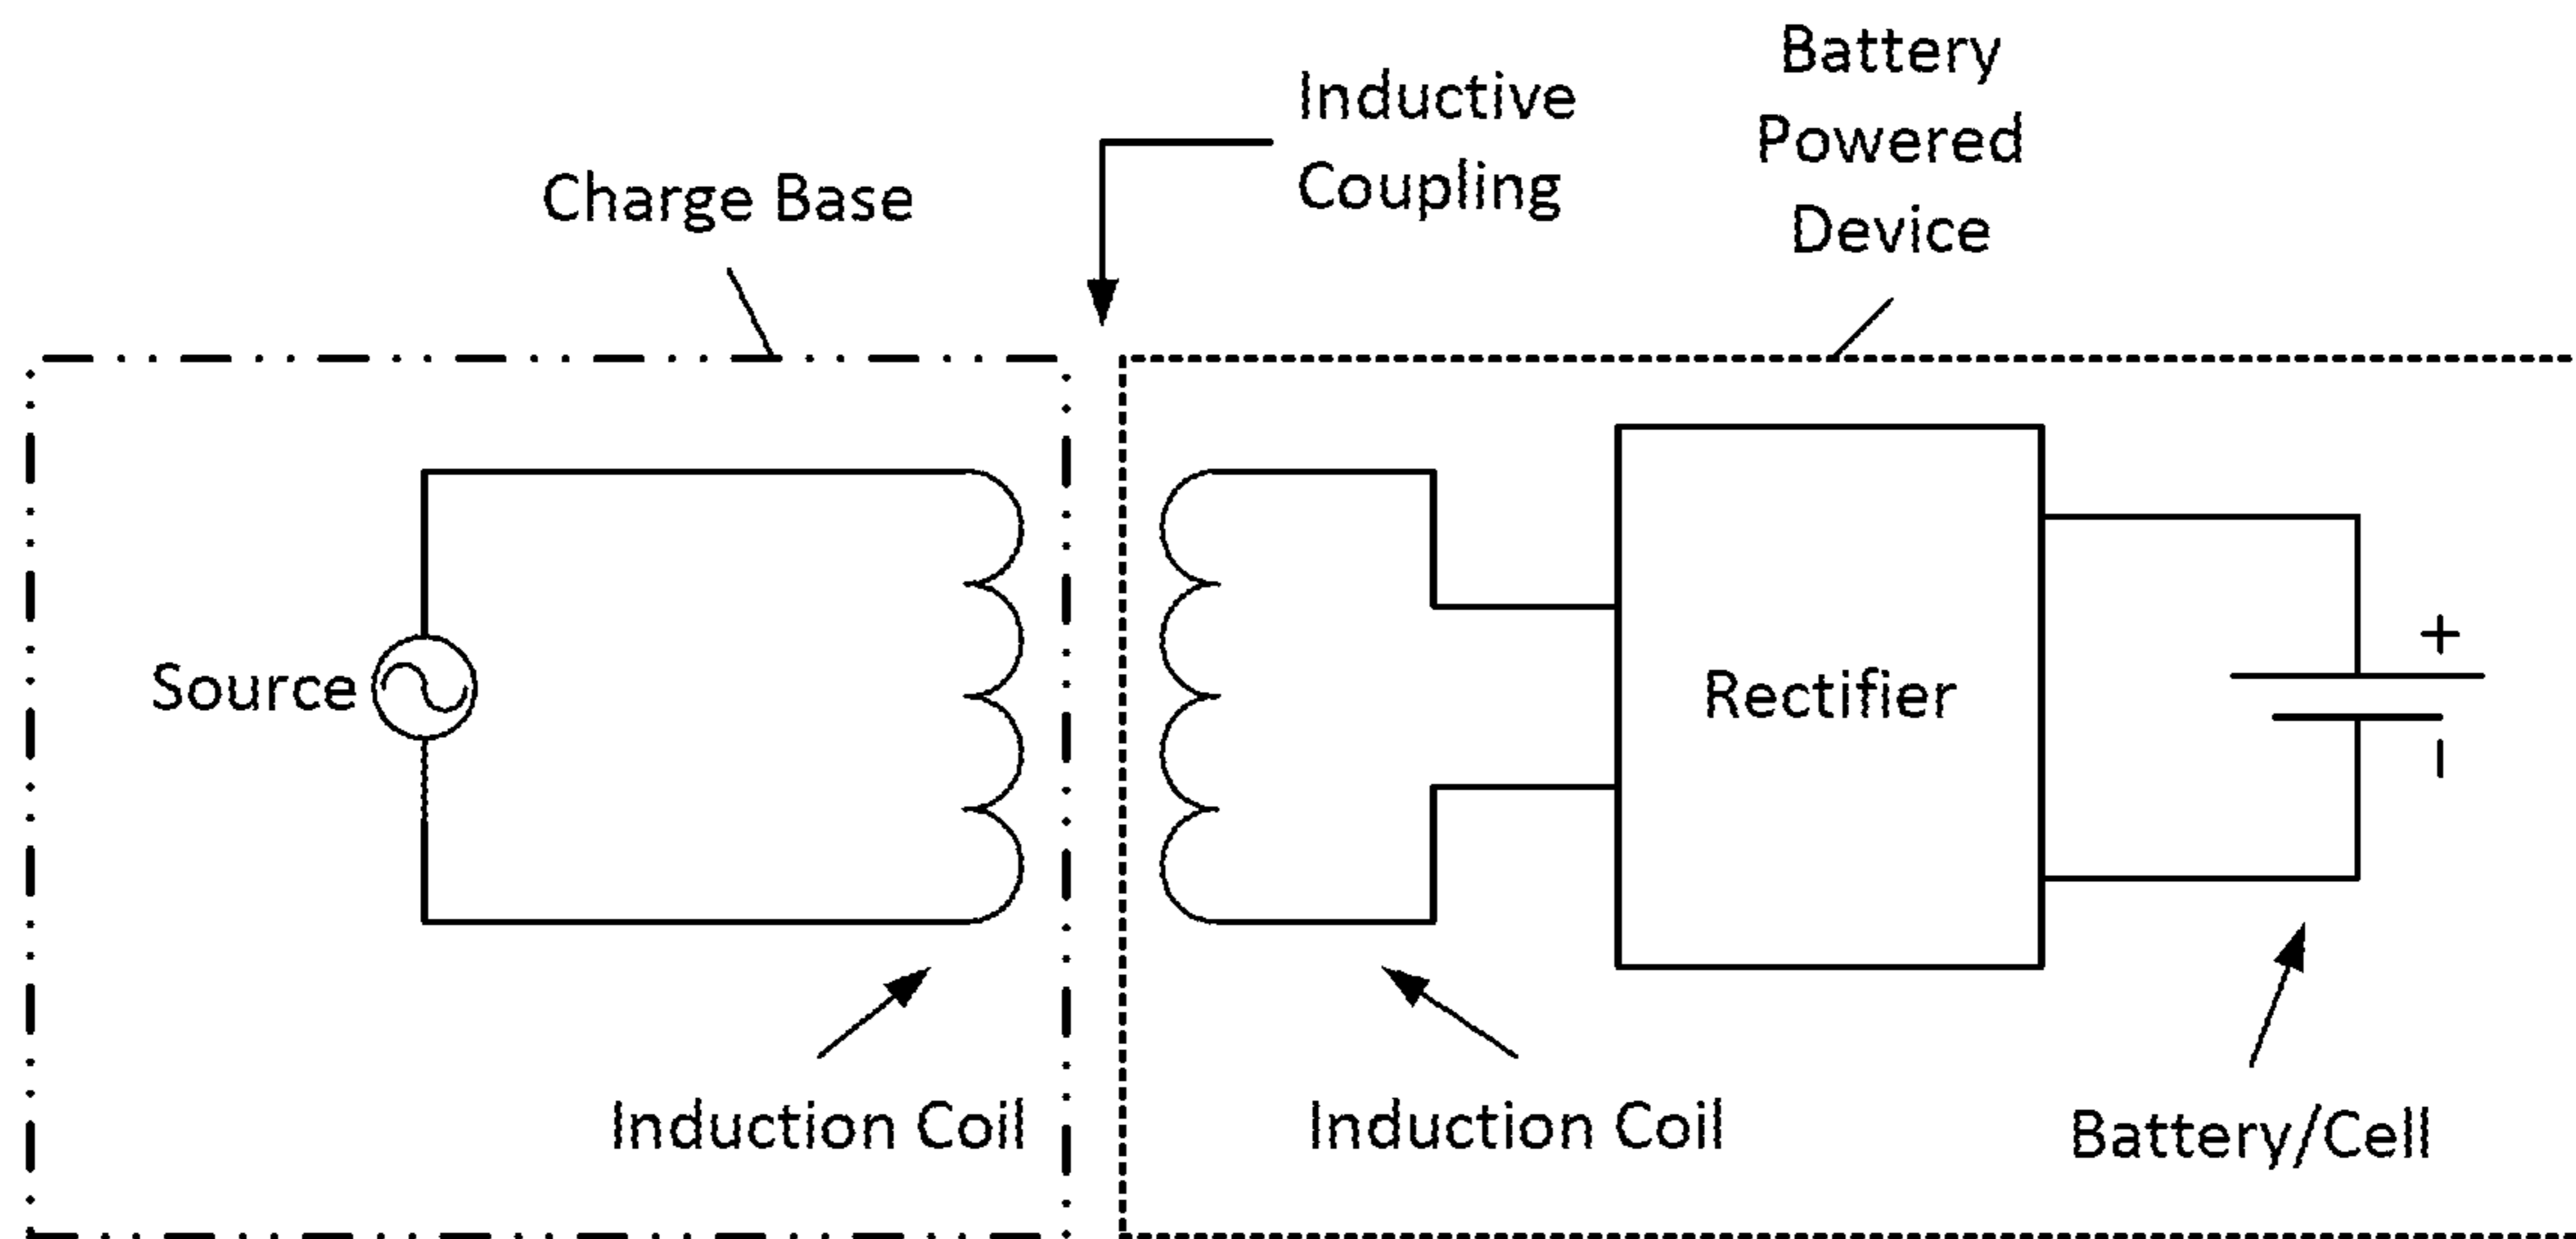 Battery
Powered
Device
Inductive
Coupling
Charge Base
Source
Rectifier
+
-
Induction Coil
Induction Coil
Battery/Cell